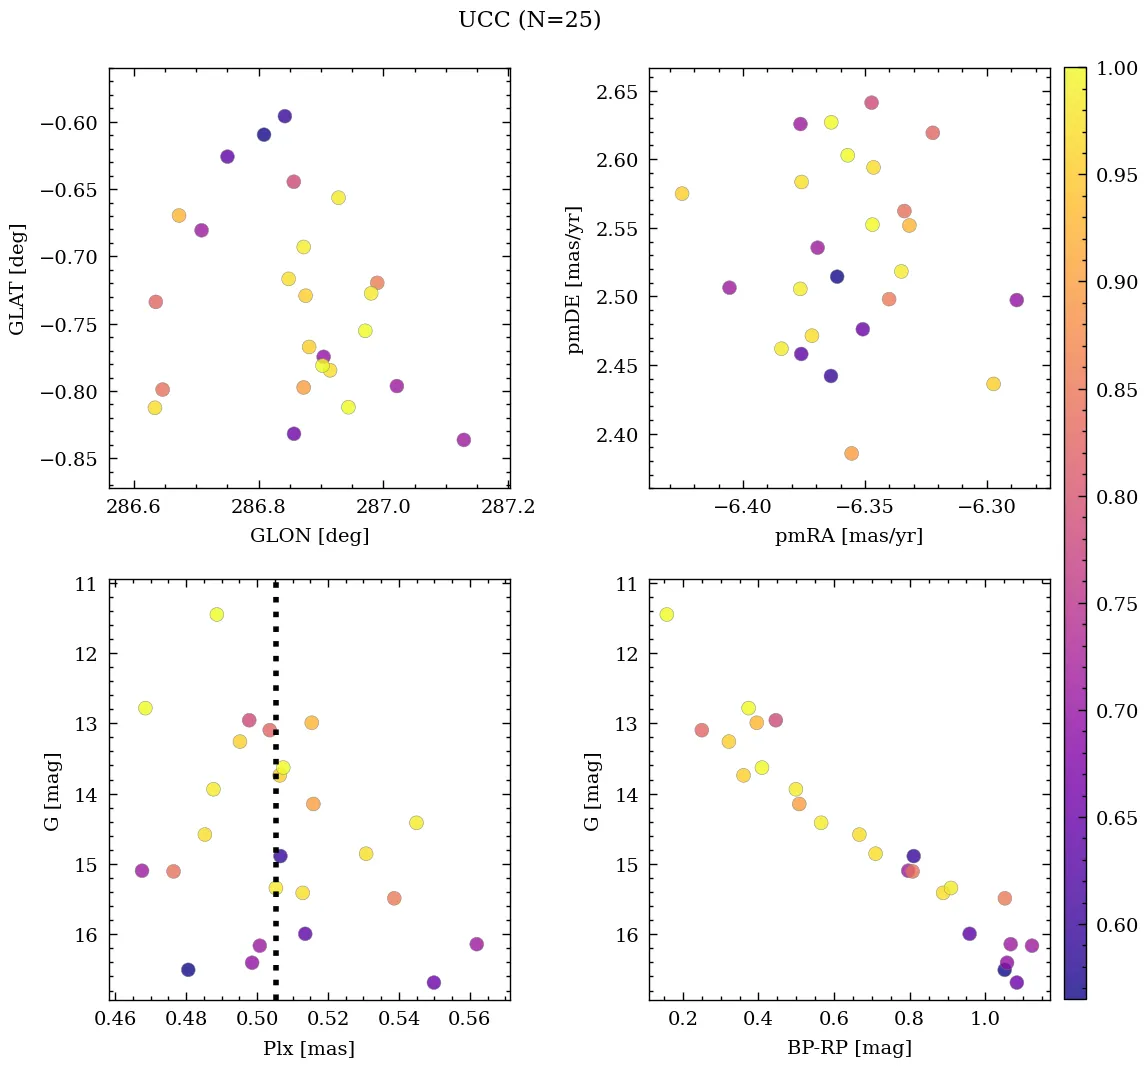 UCC (N=25)
−0.60
−0.65
−0.70
−0.75
−0.80
−0.85
GLAT [deg]
286.6 286.8 287.0 287.2
GLON [deg]
2.65
2.60
2.55
2.50
2.45
2.40
pmDE [mas/yr]
−6.40 −6.35 −6.30
pmRA [mas/yr]
11
12
13
14
15
16
G [mag]
0.46 0.48 0.50 0.52 0.54 0.56
Plx [mas]
11
12
13
14
15
16
G [mag]
0.2 0.4 0.6 0.8 1.0
BP-RP [mag]
1.00
0.95
0.90
0.85
0.80
0.75
0.70
0.65
0.60